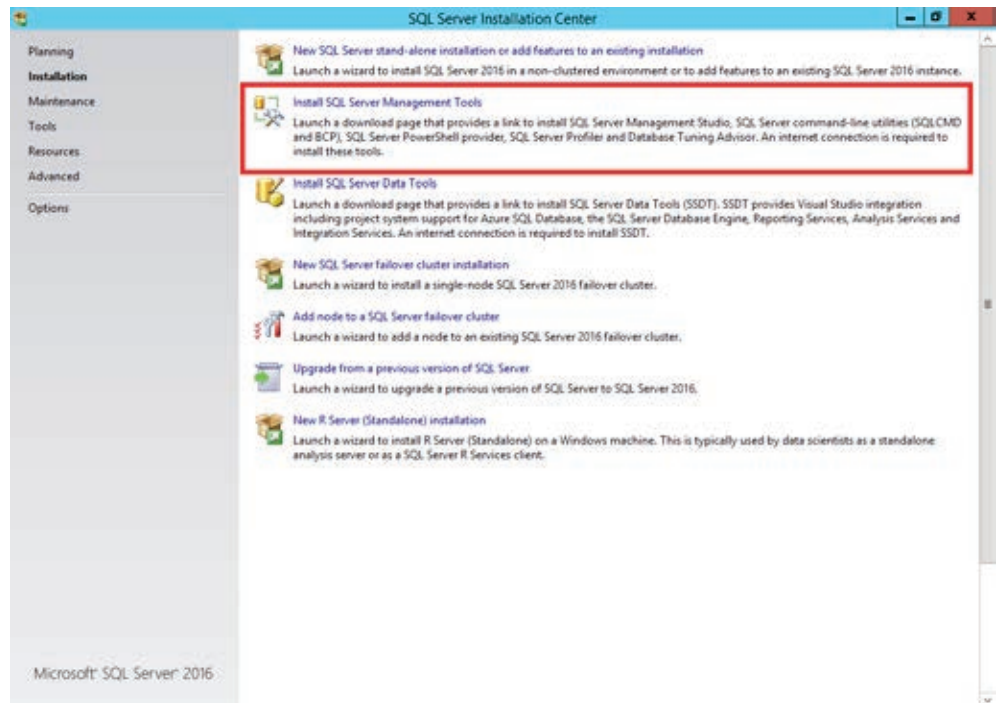 SQL Server Installation Center
Planning
Installation
Maintenance
Tools
Resources
Advanced
Options
New SQL Server stand-alone installation or add features to an existing installation
Launch a wizard to install SQL Server 2016 in a non-clustered environment or to add features to an existing SQL Server 2016 instance.
Install SQL Server Management Tools
Launch a download page that provides a link to install SQL Server Management Studio, SQL Server command-line utilities (SQLCMD
and BCP), SQL Server PowerShell provider, SQL Server Profiler and Database Tuning Advisor. An internet connection is required to
install these tools.
Install SQL Server Data Tools
Launch a download page that provides a link to install SQL Server Data Tools (SSDT). SSDT provides Visual Studio integration
including project system support for Azure SQL Database, the SQL Server Database Engine, Reporting Services, Analysis Services and
Integration Services. An internet connection is required to install SSDT.
New SQL Server failover cluster installation
Launch a wizard to install a single-node SQL Server 2016 failover cluster.
Add node to a SQL Server failover cluster
Launch a wizard to add a node to an existing SQL Server 2016 failover cluster.
Upgrade from a previous version of SQL Server
Launch a wizard to upgrade a previous version of SQL Server to SQL Server 2016.
New R Server (Standalone) installation
Launch a wizard to install R Server (Standalone) on a Windows machine. This is typically used by data scientists as a standalone
analysis server or as a SQL Server R Services client.
Microsoft SQL Server 2016